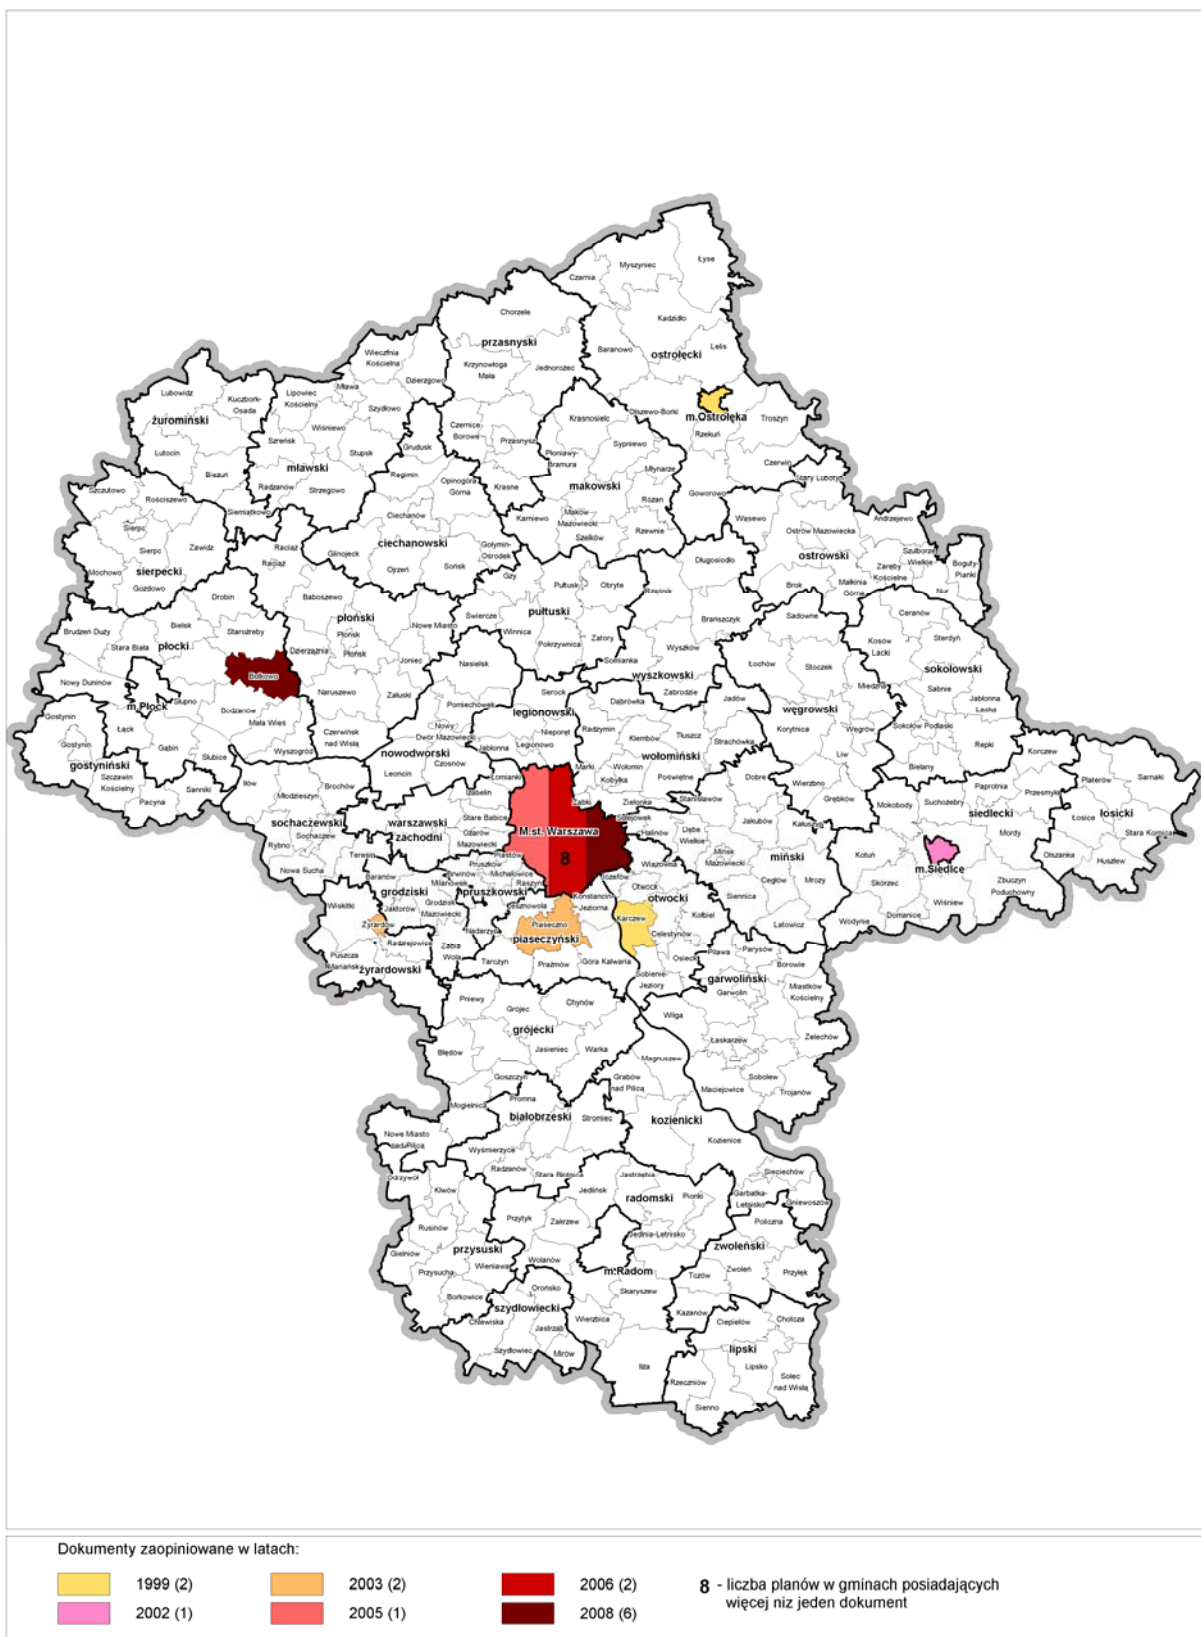 Łyse
Myszyniec
Czarnia
Chorzele
Kadzidło
przasnyski
Lelis
Baranowo
ostrołęcki
Wieczfnia
Kościelna
Krzynowłoga
Mała
Jednorożec
Dzierzgowo
Mława
Lubowidz
Kuczbork-
Osada
Lipowiec
Kościelny
Szydłowo
Olszewo-Borki
m.Ostrołęka
Troszyn
żuromiński
Krasnosielc
Czernice
Borowe
Wiśniewo
Rzekuń
Lutocin
Szreńsk
Stupsk
Grudusk
Przasnysz
Sypniewo
Płoniawy-
Bramura
mławski
Bieżuń
Regimin
Opinogóra
Górna
Krasne
Młynarze
Czerwin
Stary Lubotyń
Radzanów
Strzegowo
makowski
Różan
Goworowo
Szczutowo
Rościszewo
Siemiątkowo
Ciechanów
Karniewo
Maków
Mazowiecki
Szelków
Rzewnie
Wąsewo
Andrzejewo
Sierpc
Sierpc
Zawidz
Raciąż
Raciąż
Glinojeck
ciechanowski
Gołymin-
Ośrodek
Ostrów Mazowiecka
ostrowski
Szulborze
Wielkie
Zaręby
Kościelne
Boguty-
Pianki
Nur
Mochowo
sierpecki
Ojrzeń
Sońsk
Gzy
Długosiodło
Rząśnik
Brok
Małkinia
Górna
Gozdowo
Drobin
Baboszewo
Pułtusk
Obryte
Świercze
pułtuski
Brańszczyk
Sadowne
Ceranów
Bielsk
Staroźreby
płoński
Nowe Miasto
Winnica
Pokrzywnica
Zatory
Wyszków
Kosów
Lacki
Sterdyń
Brudzeń Duży
Stara Biała
płocki
Dzierzążnia
Płońsk
Płońsk
Joniec
Nasielsk
Somianka
wyszkowski
Łochów
Stoczek
sokołowski
Bulkowo
Nowy Duninów
m.Płock
Słupno
Naruszewo
Załuski
Serock
Zabrodzie
Miedzna
Sabnie
Jabłonna
Lacka
Bodzanów
Mała Wieś
Pomiechówek
legionowski
Dąbrówka
Jadów
węgrowski
Gostynin
Gostynin
Łąck
Gąbin
Wyszogród
Czerwińsk
nad Wisłą
Nowy
Dwór Mazowiecki
Nieporęt
Radzymin
Klembów
Tłuszcz
Strachówka
Korytnica
Węgrów
Sokołów Podlaski
Repki
gostyniński
Szczawin
Kościelny
Słubice
nowodworski
Jabłonna
Legionowo
wołomiński
Liw
Bielany
Korczew
Sanniki
Pacyna
Iłów
Brochów
Leoncin
Czosnów
Łomianki
Marki
Wołomin
Kobyłka
Poświętne
Dobre
Wierzbno
Grębków
Paprotnia
Przesmyki
Platerów
Sarnaki
Młodzieszyn
Izabelin
Ząbki
Zielonka
Stanisławów
Mokobody
Suchożebry
siedlecki
Łosice
łosicki
sochaczewski
Sochaczew
warszawski
zachodni
Stare Babice
Ożarów
Mazowiecki
M.st. Warszawa
8
Sulejówek
Halinów
Dębe
Wielkie
Jakubów
Kałuszyn
Mordy
Stara Kornica
Rybno
Nowa Sucha
Teresin
Baranów
Piastów
Pruszków
Brwinów
Michałowice
Raszyn
Wiązowna
Mińsk
Mazowiecki
miński
Kotuń
m.Siedlce
Olszanka
Huszlew
grodziski
Milanówek
pruszkowski
Józefów
Otwock
otwocki
Cegłów
Mrozy
Skórzec
Zbuczyn
Poduchowny
Wiskitki
Jaktorów
Grodzisk
Mazowiecki
Lesznowola
Konstancin-
Jeziorna
Siennica
Wiśniew
Żyrardów
Nadarzyn
Piaseczno
piaseczyński
Karczew
Kołbiel
Celestynów
Latowicz
Wodynie
Domanice
Puszcza
Mariańska
Radziejowice
żyrardowski
Żabia
Wola
Tarczyn
Prażmów
Góra Kalwaria
Osieck
Sobienie-
Jeziory
Pilawa
Parysów
Borowie
garwoliński
Garwolin
Miastków
Kościelny
Pniewy
Grójec
Chynów
Wilga
grójecki
Łaskarzew
Żelechów
Błędów
Jasieniec
Warka
Magnuszew
Goszczyn
Grabów
nad Pilicą
Maciejowice
Sobolew
Trojanów
Mogielnica
Promna
białobrzeski
Stromiec
kozienicki
Kozienice
Nowe Miasto
nad Pilicą
Wyśmierzyce
Radzanów
Stara Błotnica
Jastrzębia
Sieciechów
Odrzywół
Klwów
Jedlińsk
radomski
Pionki
Garbatka-
Letnisko
Gniewoszów
Rusinów
Przytyk
Zakrzew
Jedlnia-Letnisko
Policzna
Gielniów
przysuski
Wieniawa
Wolanów
m.Radom
zwoleński
Zwoleń
Tczów
Przyłęk
Przysucha
Borkowice
Orońsko
Skaryszew
szydłowiecki
Chlewiska
Jastrząb
Wierzbica
Kazanów
Ciepielów
Chotcza
Szydłowiec
Mirów
Iłża
lipski
Lipsko
Rzeczniów
Solec
nad Wisłą
Sienno
Dokumenty zaopiniowane w latach:
1999 (2)
2003 (2)
2006 (2)
2002 (1)
2005 (1)
2008 (6)
8 - liczba planów w gminach posiadających
więcej niz jeden dokument